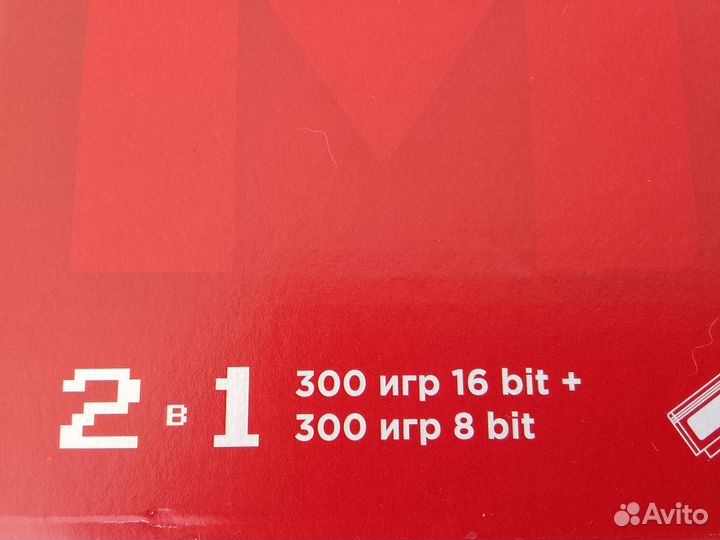 2 в 1
300 игр 16 bit +
300 игр 8 bit
Avito